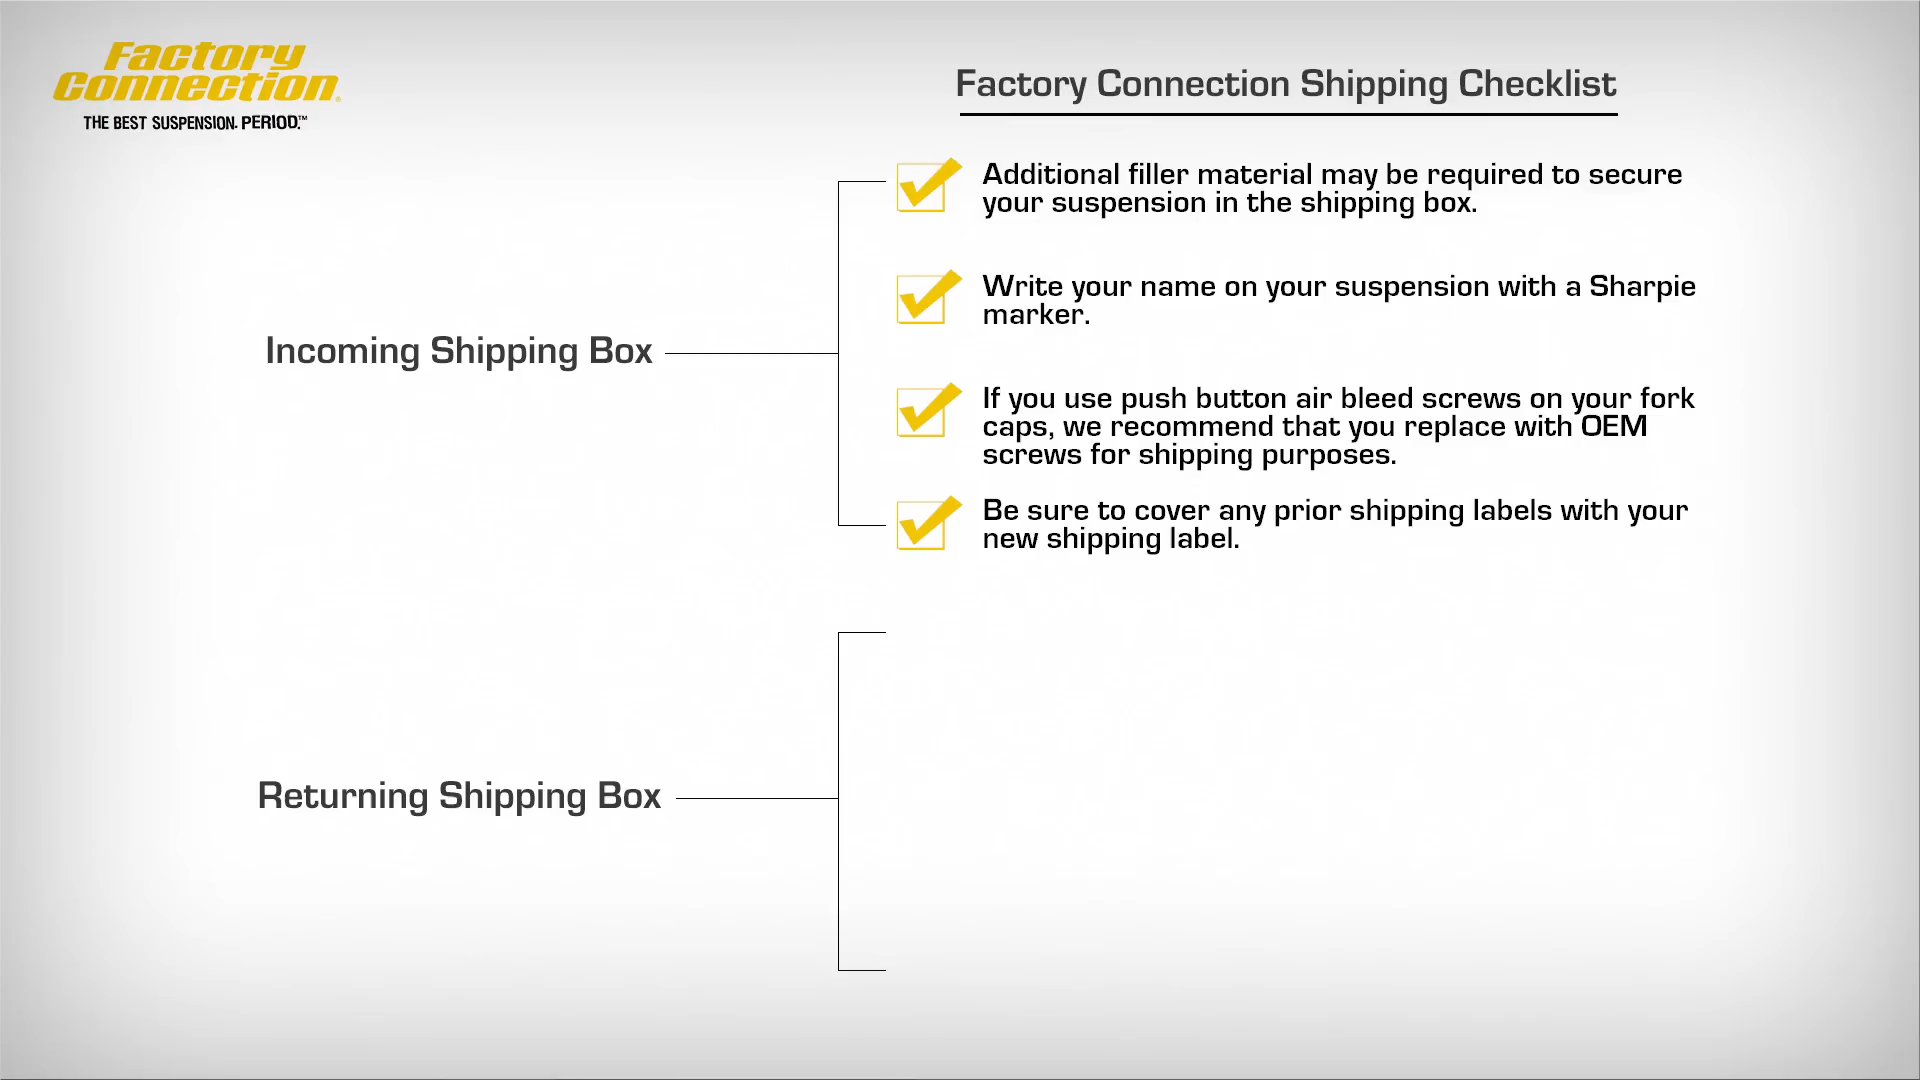 Factory
Connection®
THE BEST SUSPENSION. PERIOD.™
Factory Connection Shipping Checklist
Incoming Shipping Box
Additional filler material may be required to secure
your suspension in the shipping box.
Write your name on your suspension with a Sharpie
marker.
If you use push button air bleed screws on your fork
caps, we recommend that you replace with OEM
screws for shipping purposes.
Be sure to cover any prior shipping labels with your
new shipping label.
Returning Shipping Box